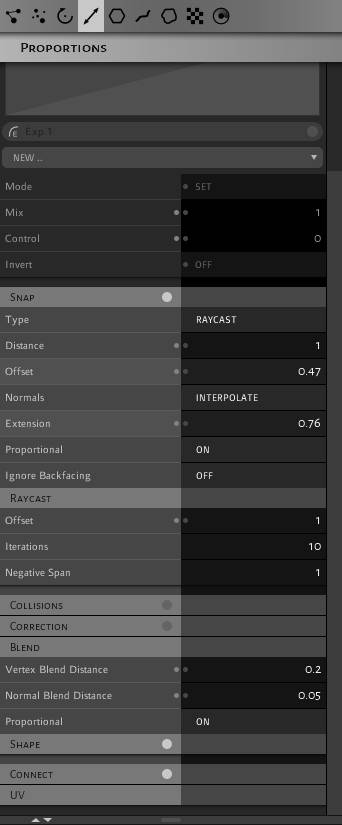 PROPORTIONS
Exp 1
NEW ..
Mode SET
Mix 1
Control 0
Invert OFF
SNAP
Type RAYCAST
Distance 1
Offset 0.47
Normals INTERPOLATE
Extension 0.76
Proportional ON
Ignore Backfacing OFF
RAYCAST
Offset 1
Iterations 10
Negative Span 1
COLLISIONS
CORRECTION
BLEND
Vertex Blend Distance 0.2
Normal Blend Distance 0.05
Proportional ON
SHAPE
CONNECT
UV